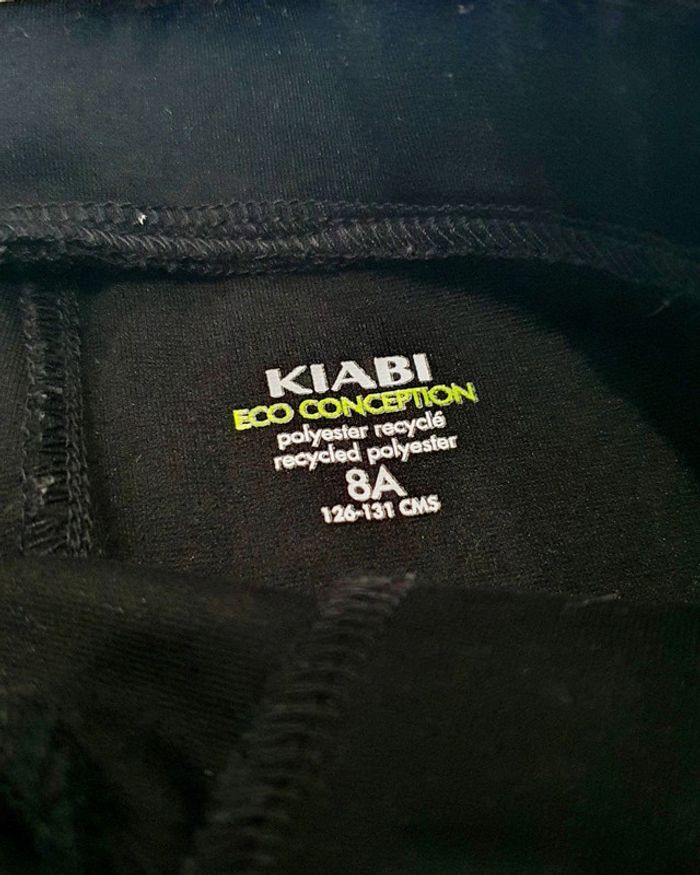 KIABI
ECO CONCEPTION
polyester recyclé
recycled polyester
8A
126-131 CMS